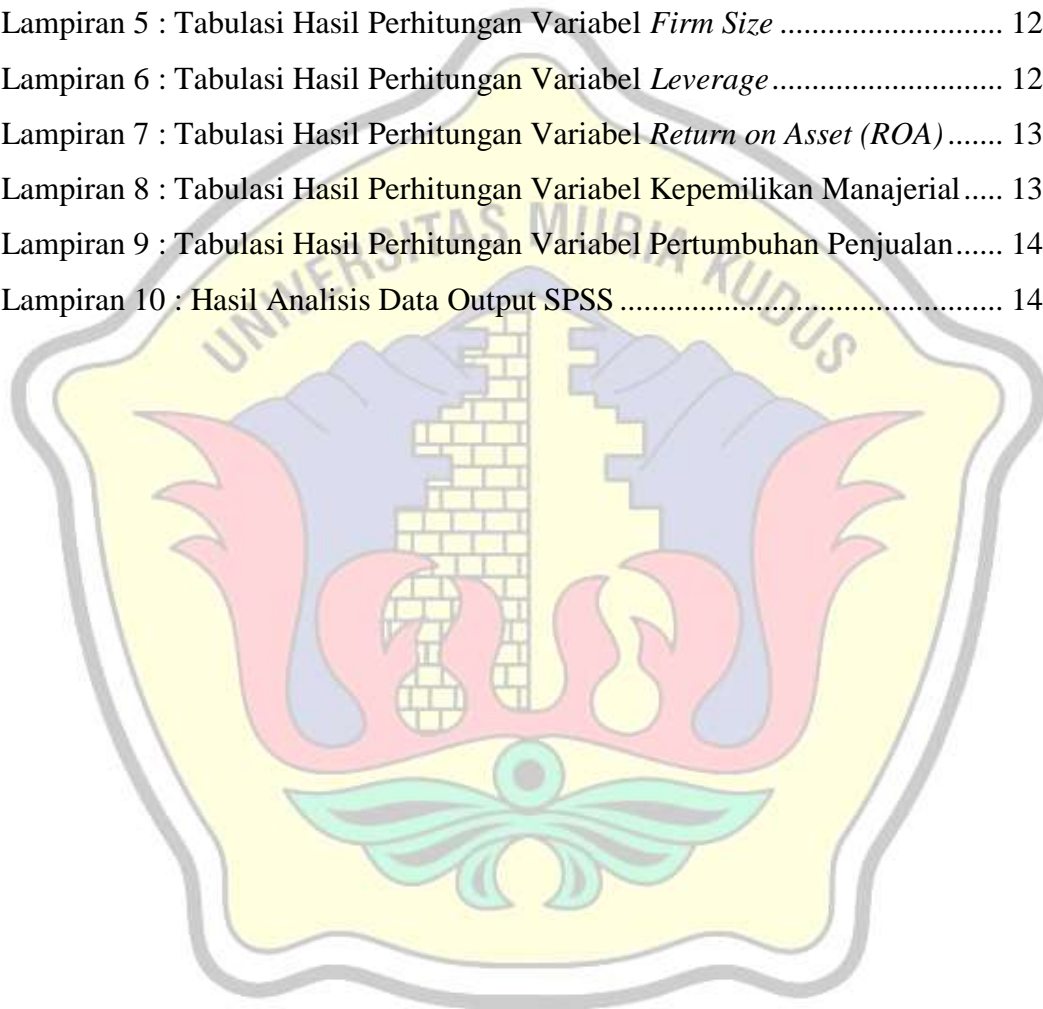 Lampiran 5 : Tabulasi Hasil Perhitungan Variabel Firm Size ............................ 12
Lampiran 6 : Tabulasi Hasil Perhitungan Variabel Leverage ............................. 12
Lampiran 7 : Tabulasi Hasil Perhitungan Variabel Return on Asset (ROA) ....... 13
Lampiran 8 : Tabulasi Hasil Perhitungan Variabel Kepemilikan Manajerial ..... 13
Lampiran 9 : Tabulasi Hasil Perhitungan Variabel Pertumbuhan Penjualan ...... 14
Lampiran 10 : Hasil Analisis Data Output SPSS ................................................ 14
UNIVERSITAS MURIA KUDUS